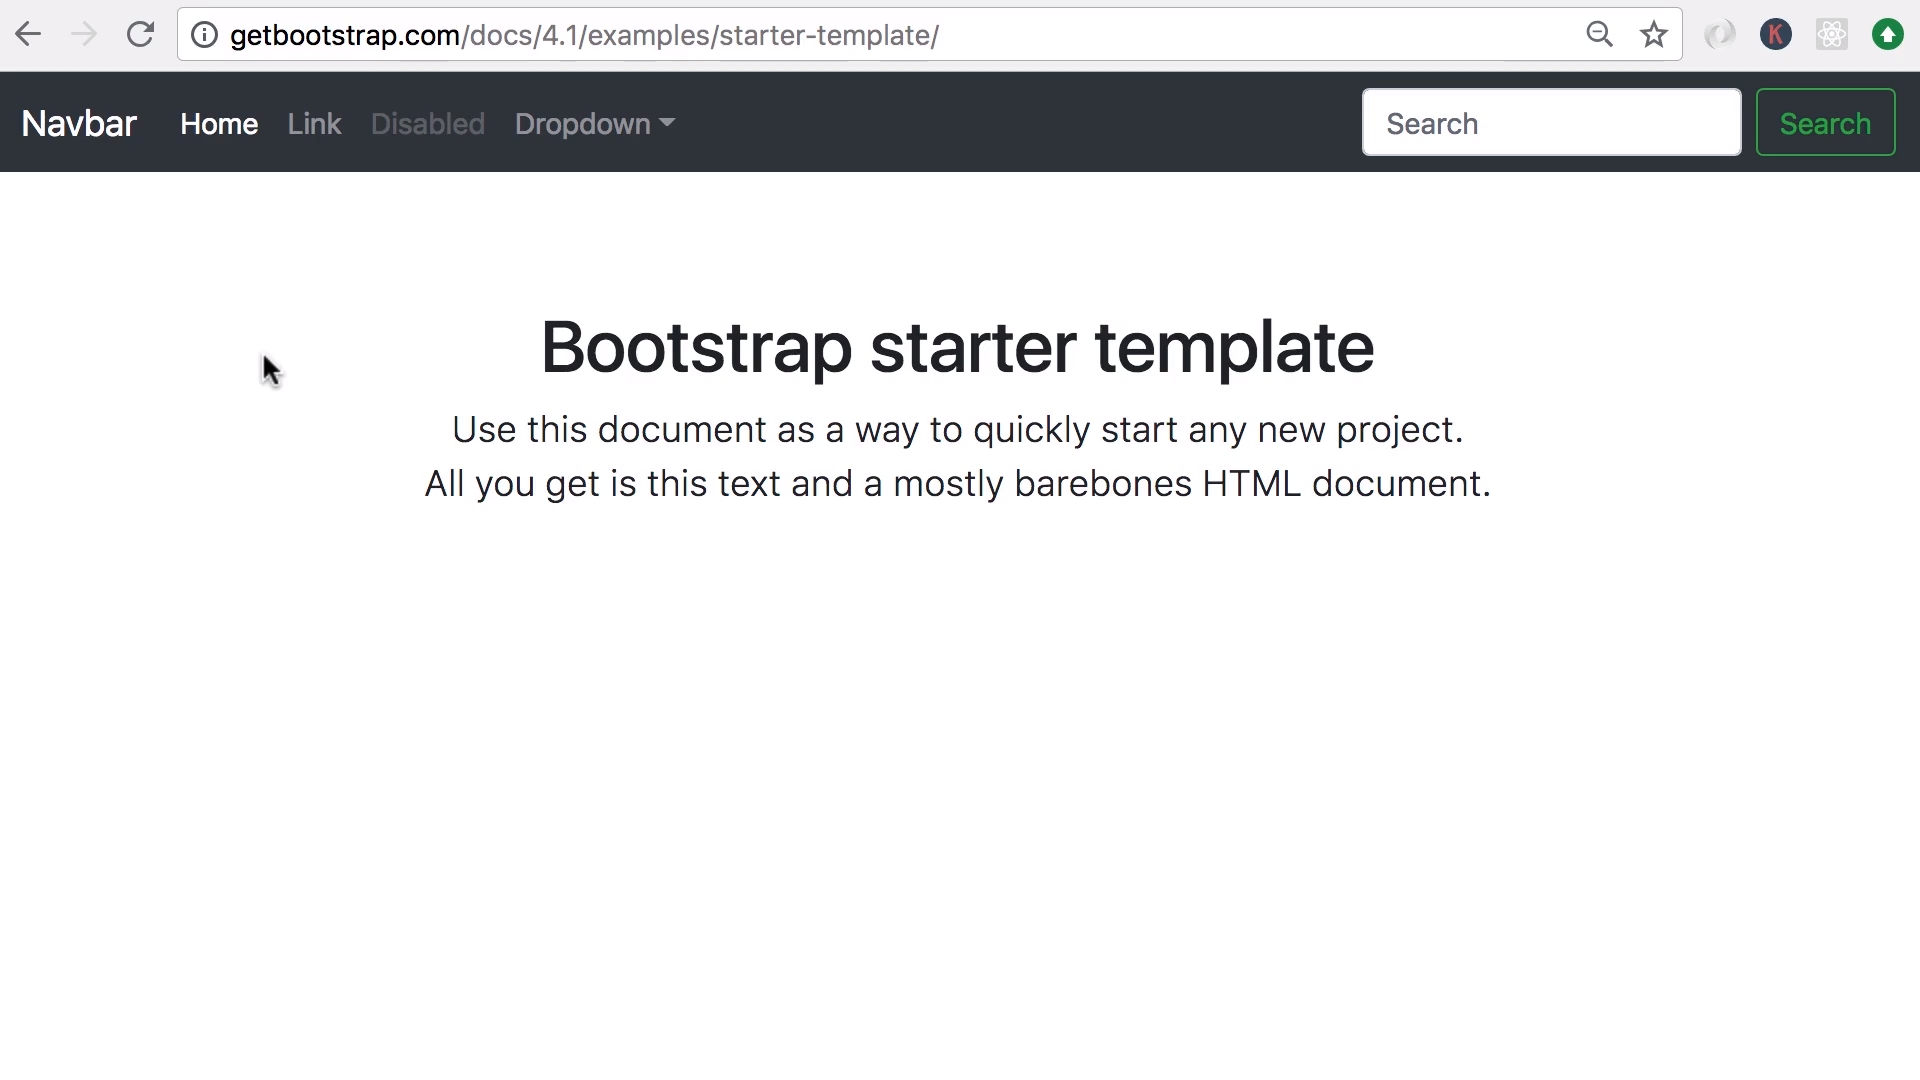 getbootstrap.com/docs/4.1/examples/starter-template/
K
Navbar Home Link Disabled Dropdown Search Search
Bootstrap starter template
Use this document as a way to quickly start any new project.
All you get is this text and a mostly barebones HTML document.